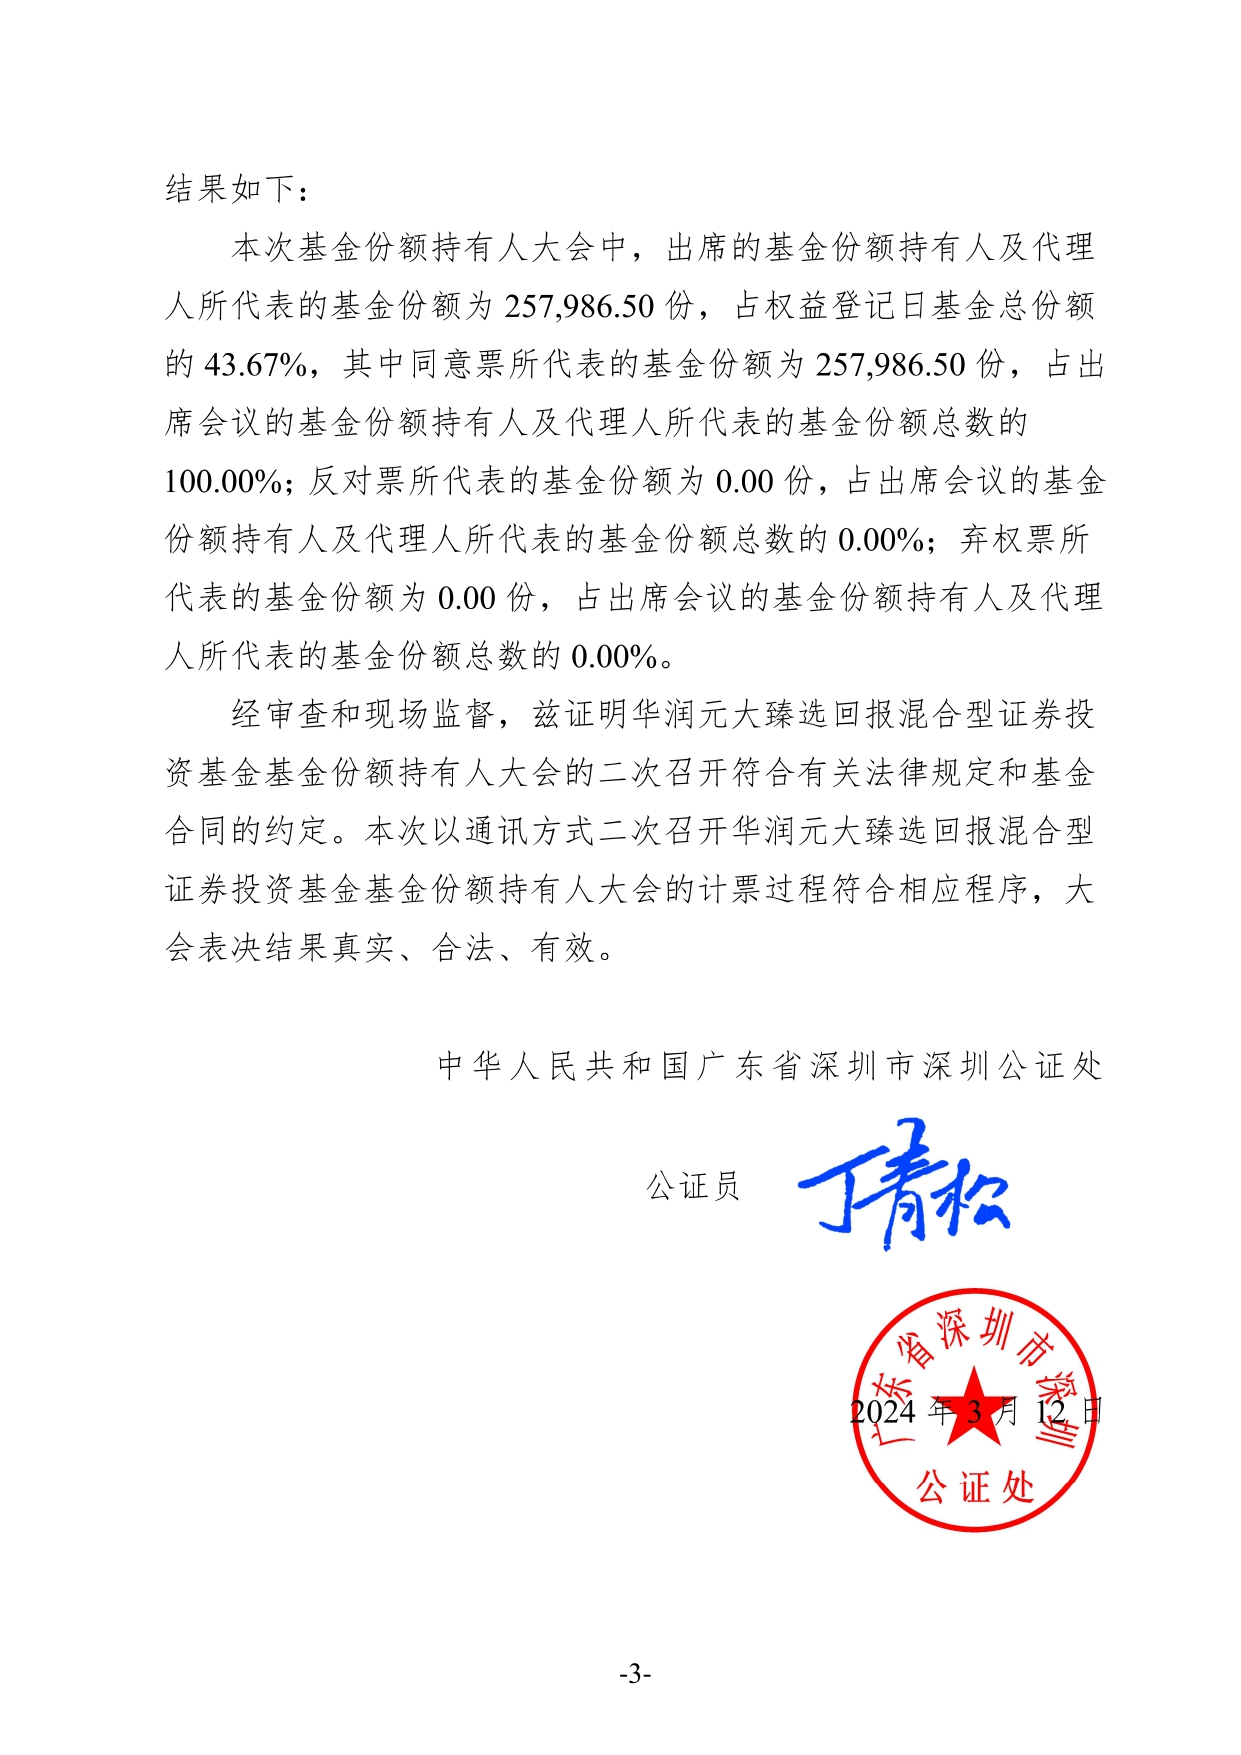 结果如下：
本次基金份额持有人大会中，出席的基金份额持有人及代理
人所代表的基金份额为 257,986.50 份，占权益登记日基金总份额
的 43.67%，其中同意票所代表的基金份额为 257,986.50 份，占出
席会议的基金份额持有人及代理人所代表的基金份额总数的
100.00%；反对票所代表的基金份额为 0.00 份，占出席会议的基金
份额持有人及代理人所代表的基金份额总数的 0.00%；弃权票所
代表的基金份额为 0.00 份，占出席会议的基金份额持有人及代理
人所代表的基金份额总数的 0.00%。
经审查和现场监督，兹证明华润元大臻选回报混合型证券投
资基金基金份额持有人大会的二次召开符合有关法律规定和基金
合同的约定。本次以通讯方式二次召开华润元大臻选回报混合型
证券投资基金基金份额持有人大会的计票过程符合相应程序，大
会表决结果真实、合法、有效。
中华人民共和国广东省深圳市深圳公证处
公证员 丁青松
广东省深圳市深圳
2024 年 3 月 12 日
公证处
-3-